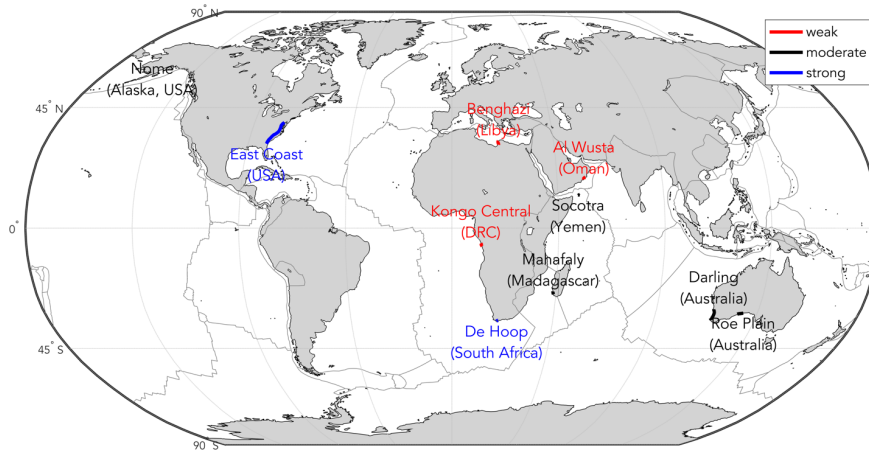 90° N
weak
moderate
strong
Nome
(Alaska, USA)
45 N
Benghazi
(Libya)
East Coast
(USA)
Al Wusta
(Oman)
Socotra
(Yemen)
Kongo Central
(DRC)
0°
Mahafaly
(Madagascar)
Darling
(Australia)
Roe Plain
(Australia)
De Hoop
(South Africa)
45 S
90° S